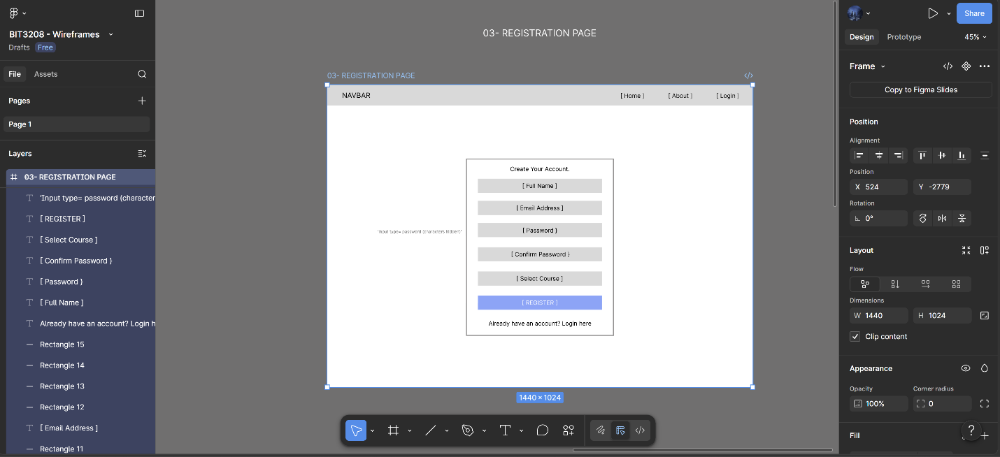 BIT3208 - Wireframes
Drafts Free
File Assets
Pages
Page 1
Layers
03- REGISTRATION PAGE
'Input type= password (character
[ REGISTER ]
[ Select Course ]
[ Confirm Password }
[ Password }
[ Full Name ]
Already have an account? Login h
Rectangle 15
Rectangle 14
Rectangle 13
Rectangle 12
[ Email Address ]
Rectangle 11
03- REGISTRATION PAGE
03- REGISTRATION PAGE
NAVBAR [ Home ] [ About ] [ Login ]
Create Your Account.
[ Full Name ]
[ Email Address ]
[ Password }
'Input type= password (characters hidden)'
[ Confirm Password }
[ Select Course ]
[ REGISTER ]
Already have an account? Login here
1440 × 1024
Share
Design Prototype 45%
Frame
Copy to Figma Slides
Position
Alignment
Position
X 524 Y -2779
Rotation
0°
Layout
Flow
Dimensions
W 1440 H 1024
Clip content
Appearance
Opacity Corner radius
100% 0
Fill
?